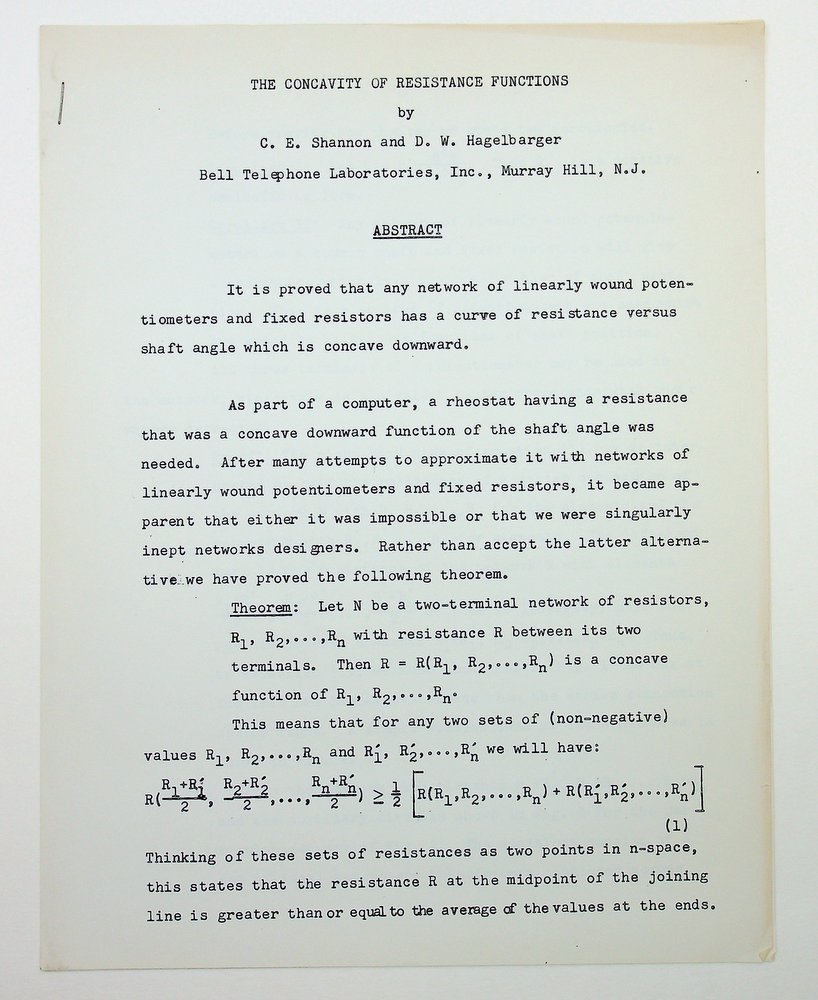 THE CONCAVITY OF RESISTANCE FUNCTIONS
by
C. E. Shannon and D. W. Hagelbarger
Bell Telephone Laboratories, Inc., Murray Hill, N.J.
ABSTRACT
It is proved that any network of linearly wound poten-
tiometers and fixed resistors has a curve of resistance versus
shaft angle which is concave downward.
As part of a computer, a rheostat having a resistance
that was a concave downward function of the shaft angle was
needed. After many attempts to approximate it with networks of
linearly wound potentiometers and fixed resistors, it became ap-
parent that either it was impossible or that we were singularly
inept networks designers. Rather than accept the latter alterna-
tive we have proved the following theorem.
Theorem: Let N be a two-terminal network of resistors,
R₁, R₂,...,Rₙ with resistance R between its two
terminals. Then R = R(R₁, R₂,...,Rₙ) is a concave
function of R₁, R₂,...,Rₙ.
This means that for any two sets of (non-negative)
values R₁, R₂,...,Rₙ and R₁′, R₂′,...,Rₙ′ we will have:
R((R₁+R₁′)/2, (R₂+R₂′)/2,...,(Rₙ+Rₙ′)/2) ≥ 1/2 [R(R₁,R₂,...,Rₙ) + R(R₁′,R₂′,...,Rₙ′)]
(1)
Thinking of these sets of resistances as two points in n-space,
this states that the resistance R at the midpoint of the joining
line is greater than or equal to the average of the values at the ends.